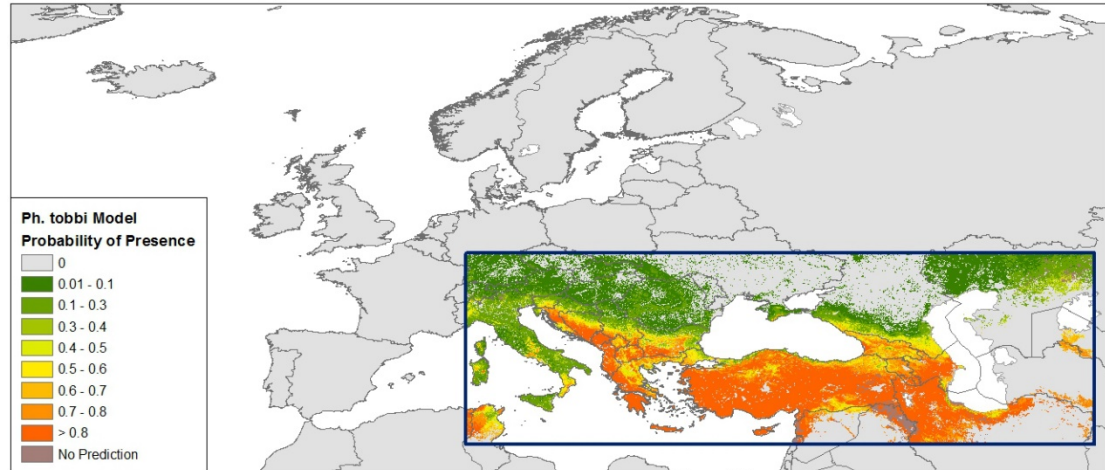 Ph. tobbi Model
Probability of Presence
0
0.01 - 0.1
0.1 - 0.3
0.3 - 0.4
0.4 - 0.5
0.5 - 0.6
0.6 - 0.7
0.7 - 0.8
> 0.8
No Prediction